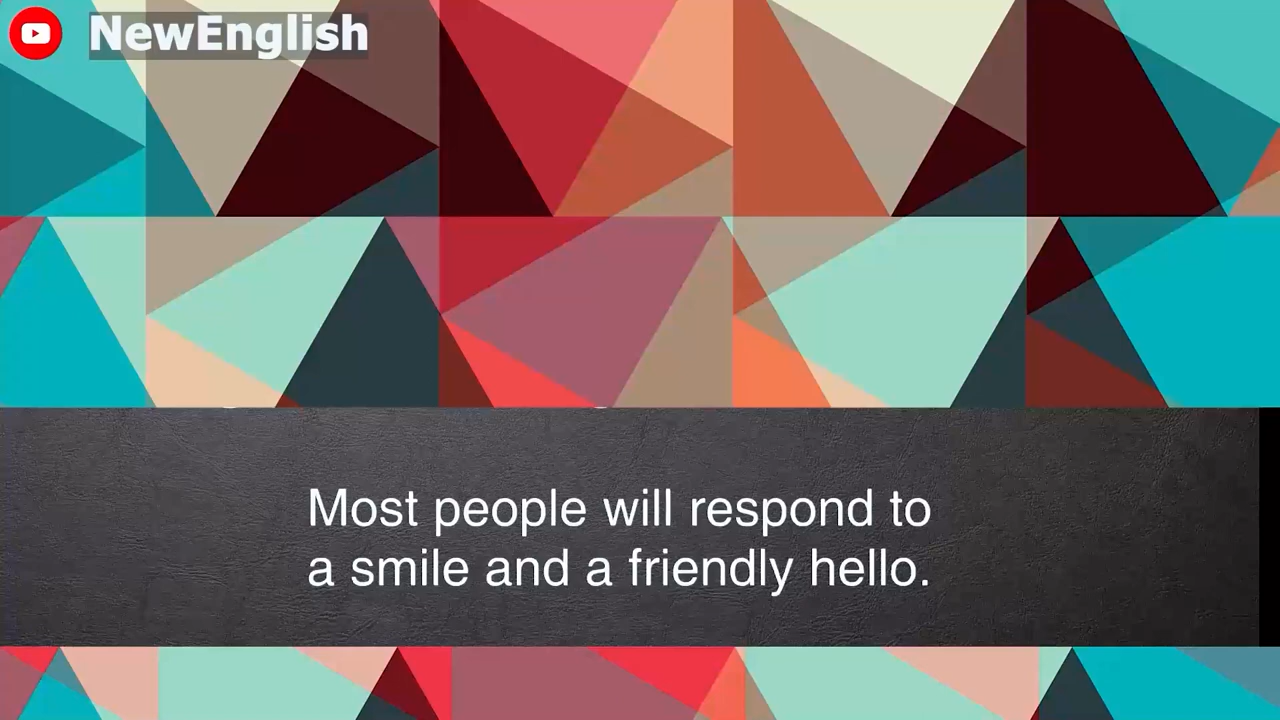 NewEnglish
Most people will respond to
a smile and a friendly hello.